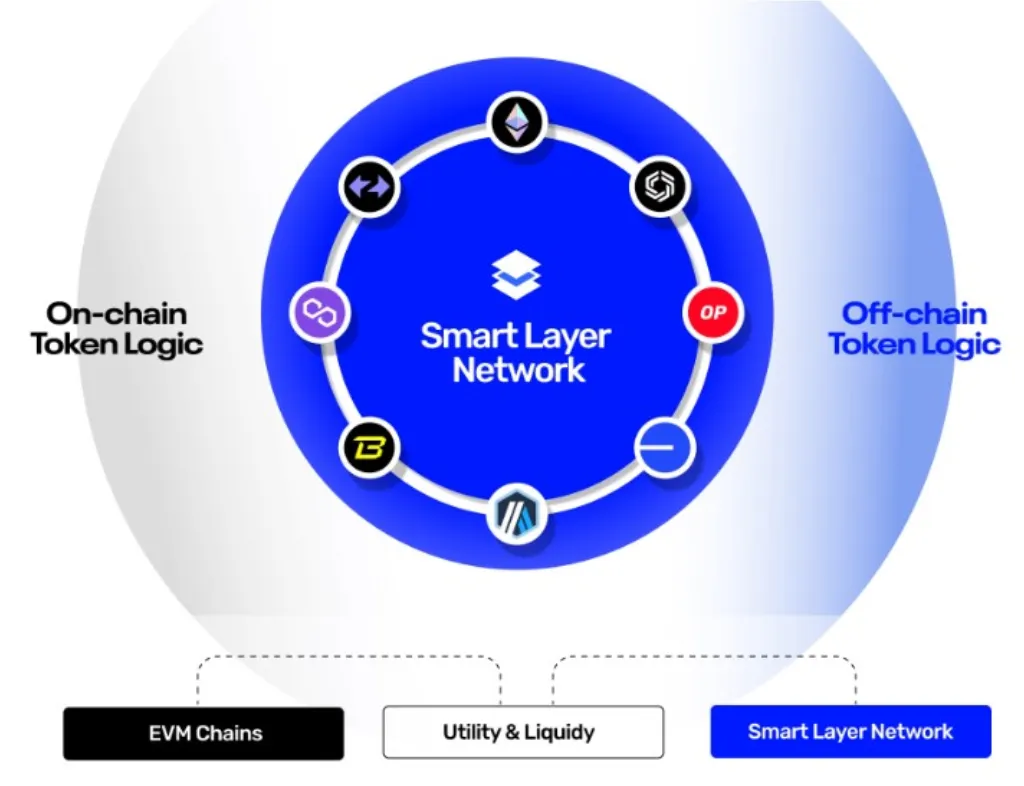 On-chain
Token Logic
Smart Layer
Network
OP
Off-chain
Token Logic
EVM Chains
Utility & Liquidy
Smart Layer Network